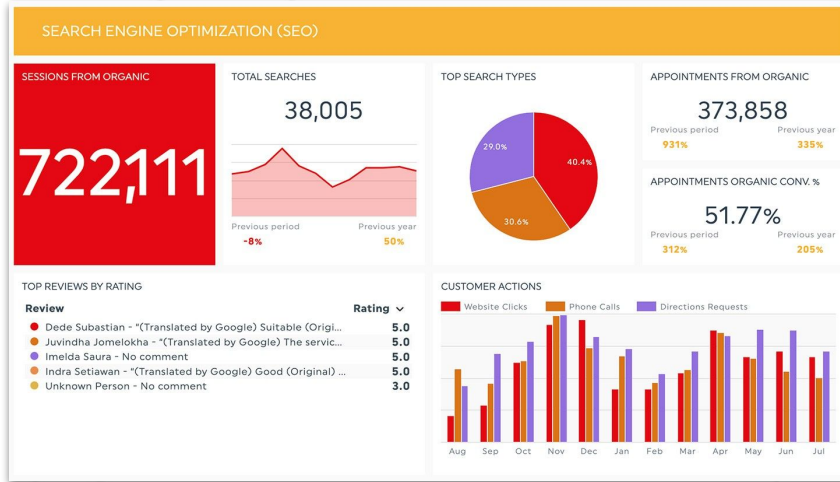 SEARCH ENGINE OPTIMIZATION (SEO)
SESSIONS FROM ORGANIC
722,111
TOTAL SEARCHES
38,005
Previous period
Previous year
-8%
50%
TOP SEARCH TYPES
29.0%
40.4%
30.6%
APPOINTMENTS FROM ORGANIC
373,858
Previous period
Previous year
931%
335%
APPOINTMENTS ORGANIC CONV. %
51.77%
Previous period
Previous year
312%
205%
TOP REVIEWS BY RATING
Review Rating
Dede Subastian - "(Translated by Google) Suitable (Origi... 5.0
Juvindha Jomelokha - "(Translated by Google) The servic... 5.0
Imelda Saura - No comment 5.0
Indra Setiawan - "(Translated by Google) Good (Original) ... 5.0
Unknown Person - No comment 3.0
CUSTOMER ACTIONS
Website Clicks Phone Calls Directions Requests
Aug Sep Oct Nov Dec Jan Feb Mar Apr May Jun Jul